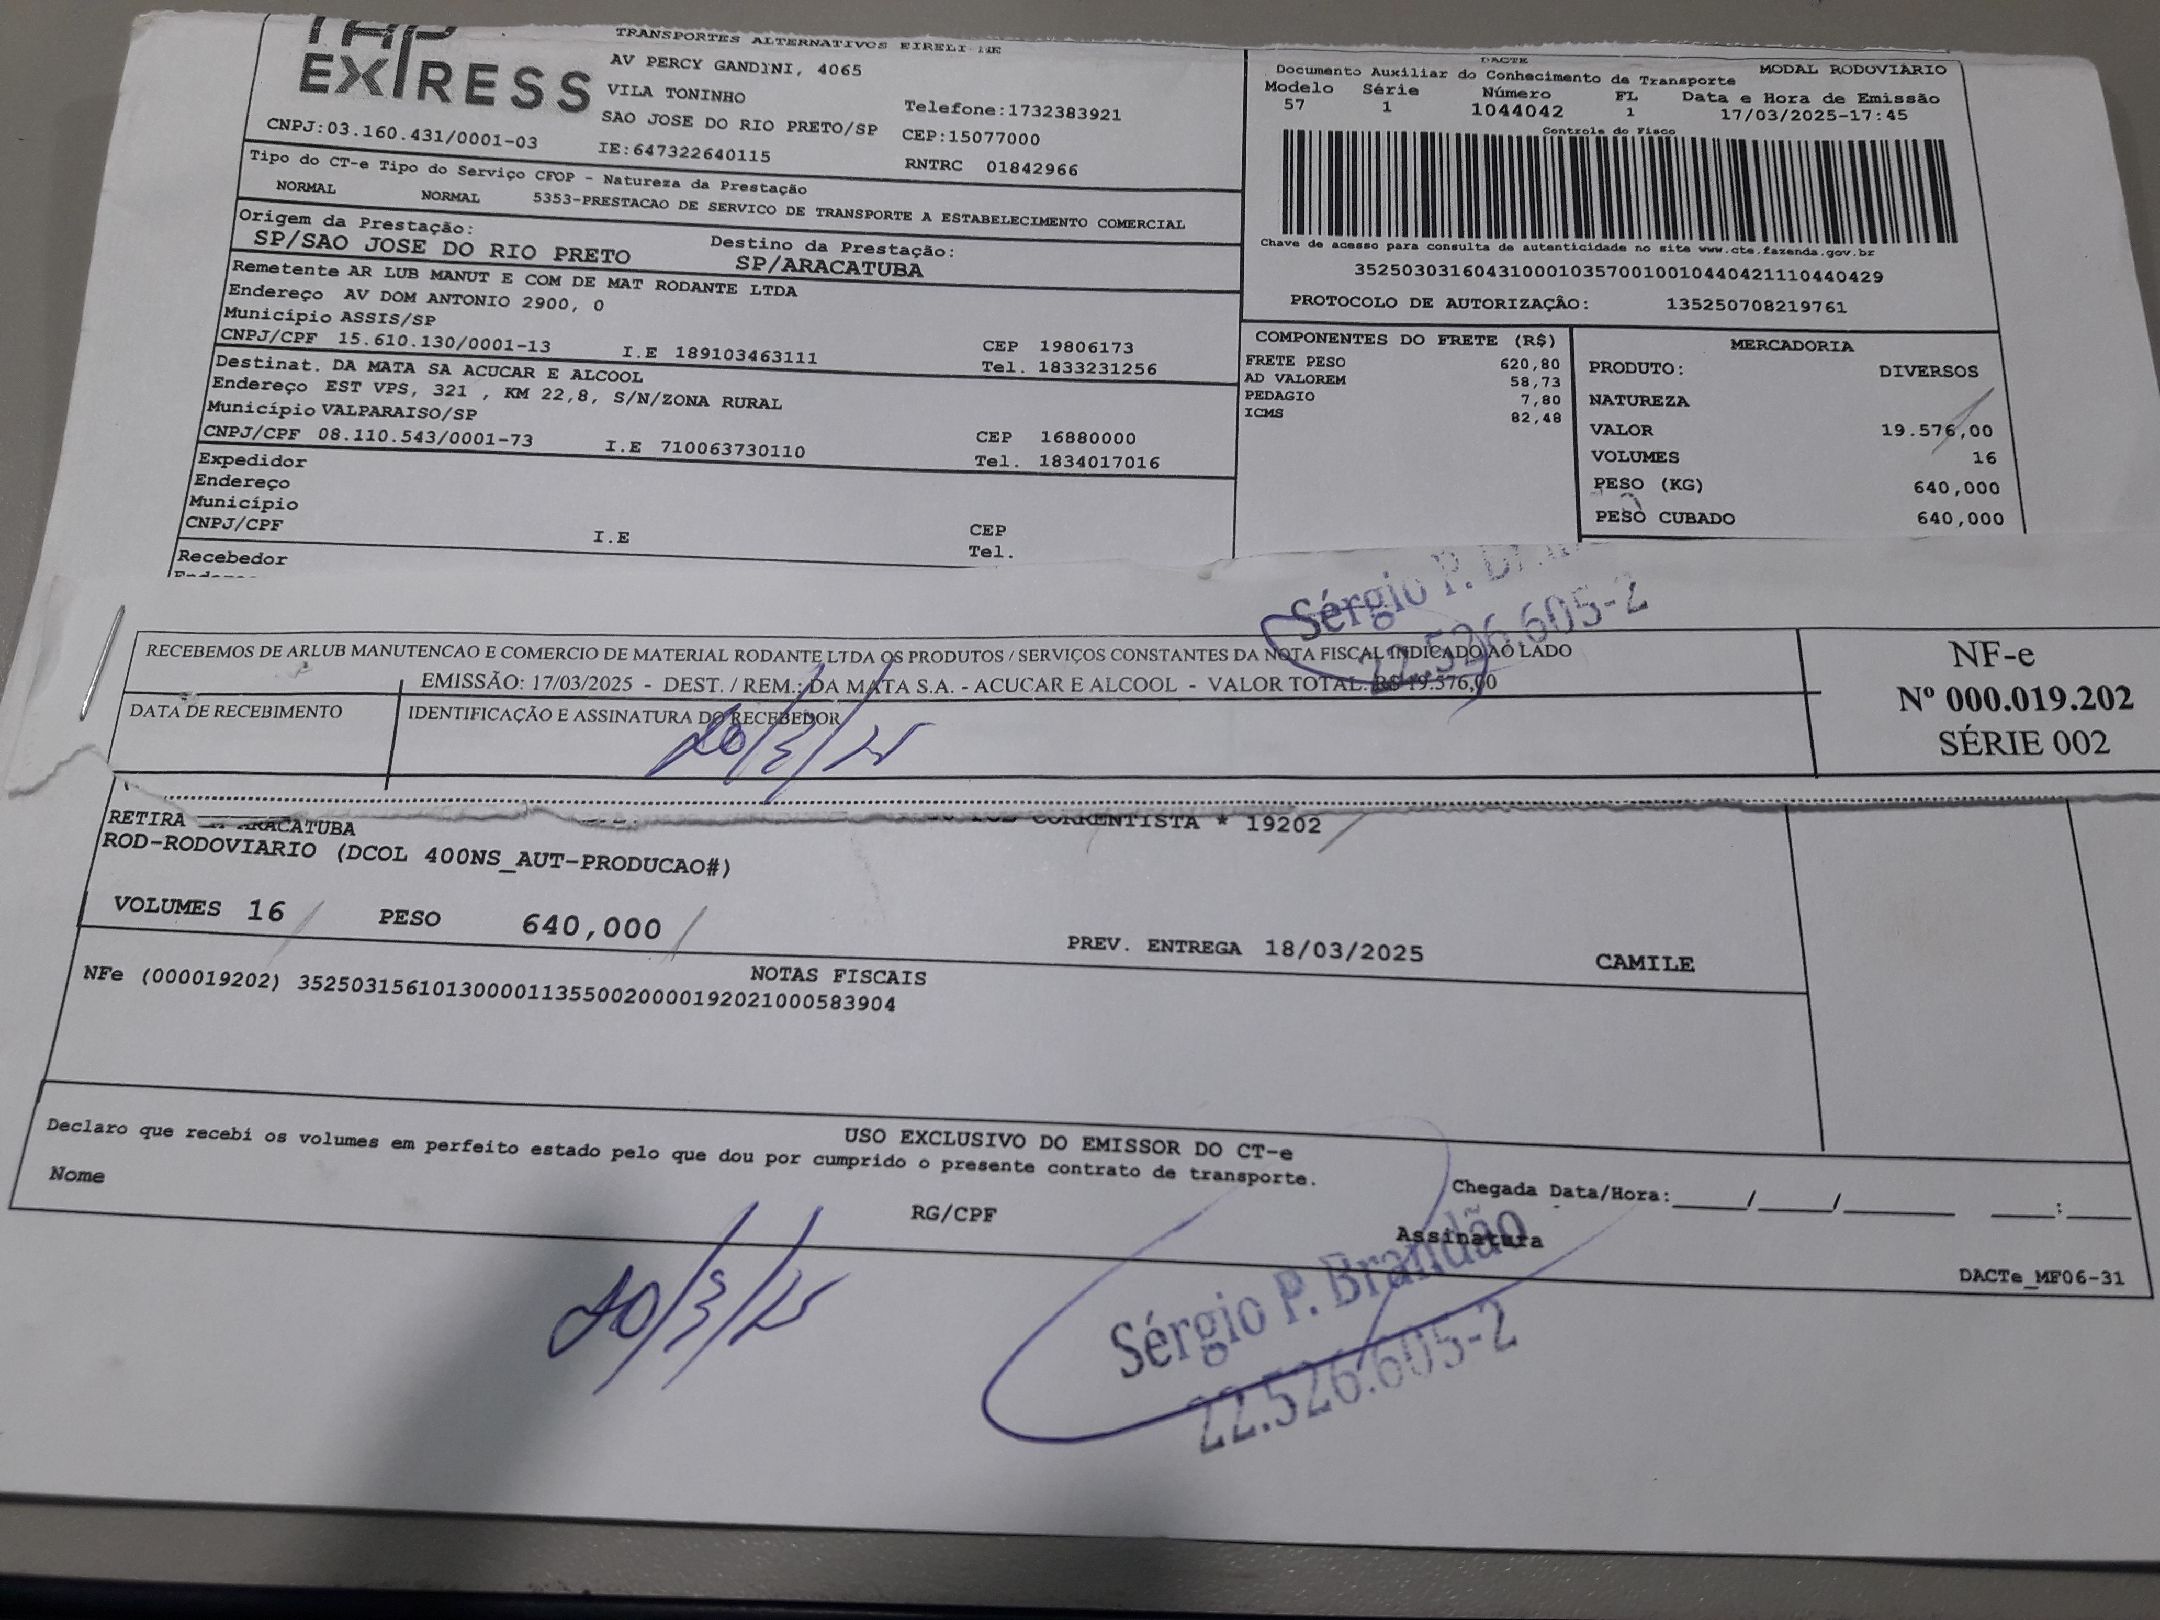 TAP
EXPRESS
TRANSPORTES ALTERNATIVOS EIRELI-ME
AV PERCY GANDINI, 4065
VILA TONINHO
Telefone:1732383921
SAO JOSE DO RIO PRETO/SP CEP:15077000
CNPJ:03.160.431/0001-03 IE:647322640115 RNTRC 01842966
DACTE
Documento Auxiliar do Conhecimento de Transporte MODAL RODOVIÁRIO
Modelo Série Número FL Data e Hora de Emissão
57 1 1044042 1 17/03/2025-17:45
Controle do Fisco
Chave de acesso para consulta de autenticidade no site www.cte.fazenda.gov.br
35250303160431000103570010010440421110440429
PROTOCOLO DE AUTORIZAÇÃO: 135250708219761
Tipo do CT-e Tipo do Serviço CFOP - Natureza da Prestação
NORMAL NORMAL 5353-PRESTACAO DE SERVICO DE TRANSPORTE A ESTABELECIMENTO COMERCIAL
Origem da Prestação: Destino da Prestação:
SP/SAO JOSE DO RIO PRETO SP/ARACATUBA
Remetente AR LUB MANUT E COM DE MAT RODANTE LTDA
Endereço AV DOM ANTONIO 2900, 0
Município ASSIS/SP CEP 19806173
CNPJ/CPF 15.610.130/0001-13 I.E 189103463111 Tel. 1833231256
Destinat. DA MATA SA ACUCAR E ALCOOL
Endereço EST VPS, 321 , KM 22,8, S/N/ZONA RURAL
Município VALPARAISO/SP CEP 16880000
CNPJ/CPF 08.110.543/0001-73 I.E 710063730110 Tel. 1834017016
Expedidor
Endereço
Município CEP
CNPJ/CPF I.E Tel.
Recebedor
COMPONENTES DO FRETE (R$)
FRETE PESO 620,80
AD VALOREM 58,73
PEDAGIO 7,80
ICMS 82,48
MERCADORIA
PRODUTO: DIVERSOS
NATUREZA
VALOR 19.576,00
VOLUMES 16
PESO (KG) 640,000
PESO CUBADO 640,000
Sérgio P.
22.526.605-2
RECEBEMOS DE ARLUB MANUTENCAO E COMERCIO DE MATERIAL RODANTE LTDA OS PRODUTOS / SERVIÇOS CONSTANTES DA NOTA FISCAL INDICADO AO LADO
EMISSÃO: 17/03/2025 - DEST. / REM.: DA MATA S.A. - ACUCAR E ALCOOL - VALOR TOTAL: R$ 19.576,00
DATA DE RECEBIMENTO IDENTIFICAÇÃO E ASSINATURA DO RECEBEDOR
20/3/25
NF-e
Nº 000.019.202
SÉRIE 002
RETIRA ARACATUBA CORRENTISTA * 19202
ROD-RODOVIARIO (DCOL 400NS_AUT-PRODUCAO#)
VOLUMES 16 PESO 640,000 PREV. ENTREGA 18/03/2025 CAMILE
NOTAS FISCAIS
NFe (000019202) 35250315610130000113550020000192021000583904
USO EXCLUSIVO DO EMISSOR DO CT-e
Declaro que recebi os volumes em perfeito estado pelo que dou por cumprido o presente contrato de transporte.
Nome RG/CPF Assinatura Chegada Data/Hora:____/____/______ ____:____
DACTe_MF06-31
20/3/25
Sérgio P. Brandão
22.526.605-2